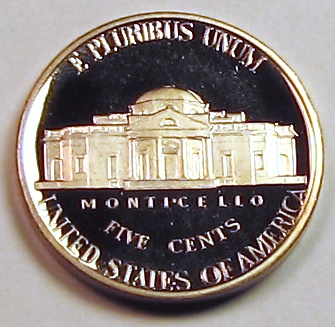 E PLURIBUS UNUM
MONTICELLO
FIVE CENTS
UNITED STATES OF AMERICA